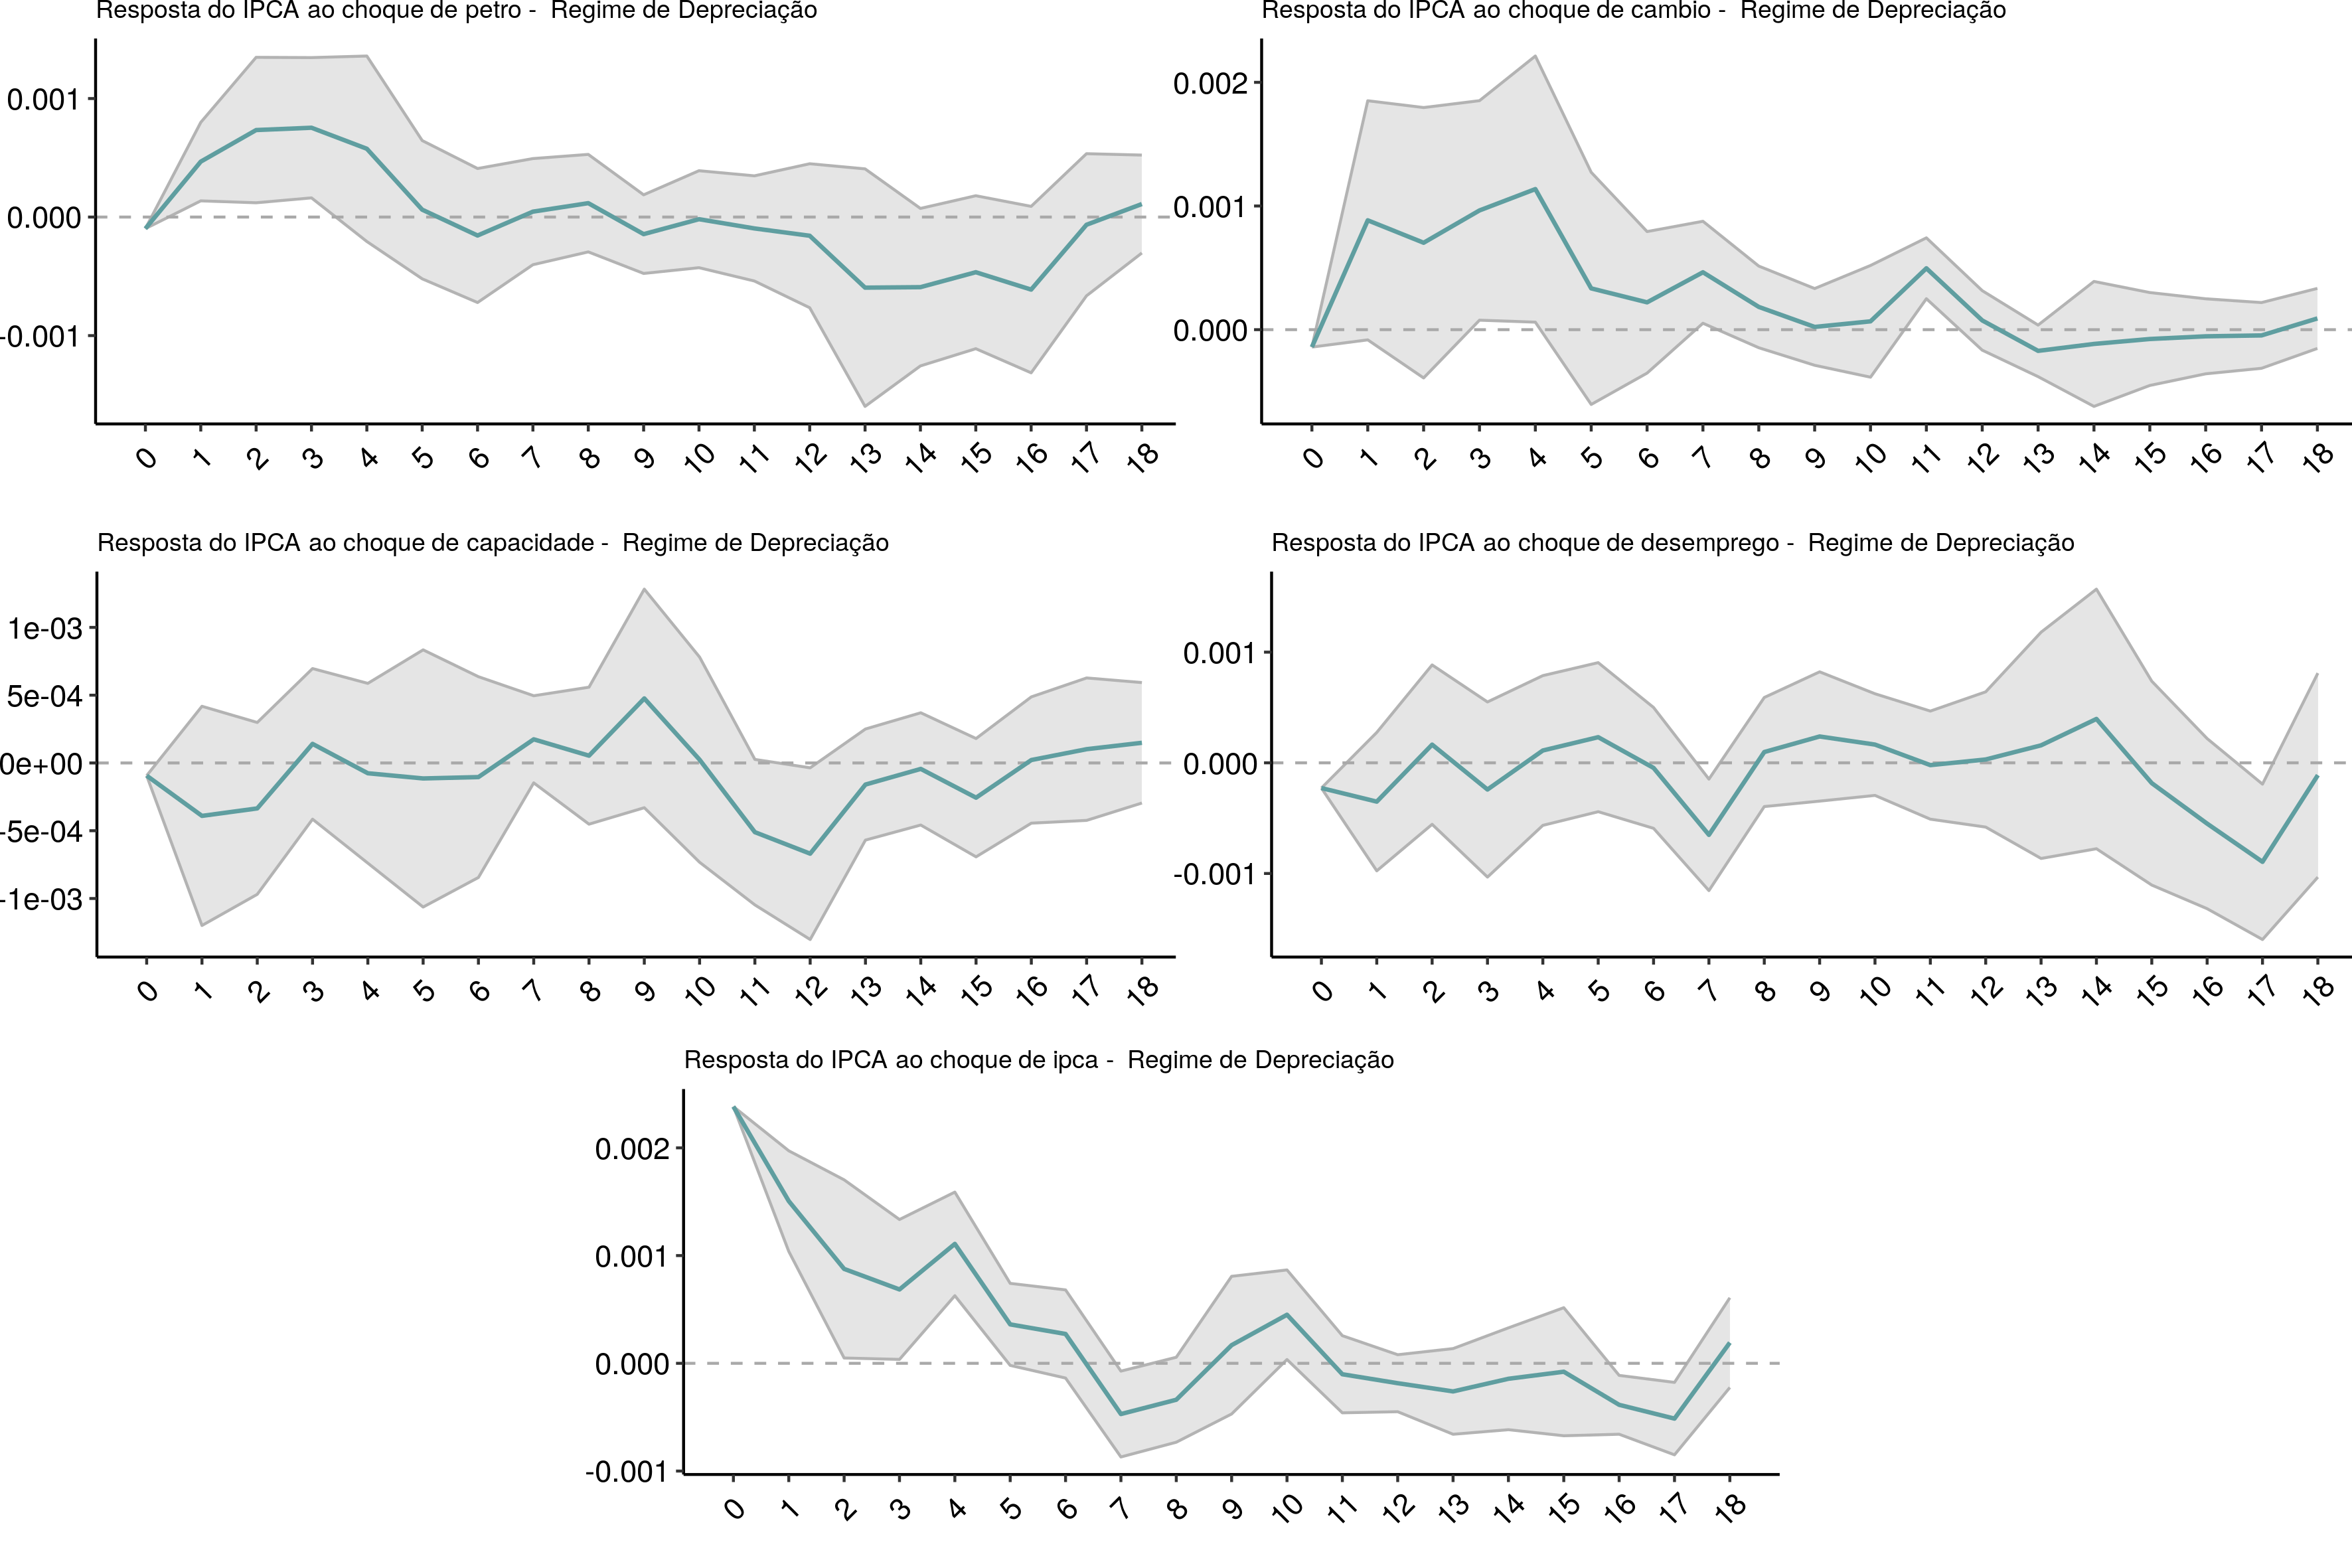 Resposta do IPCA ao choque de petro - Regime de Depreciação
0.001
0.000
-0.001
0 1 2 3 4 5 6 7 8 9 10 11 12 13 14 15 16 17 18
Resposta do IPCA ao choque de cambio - Regime de Depreciação
0.002
0.001
0.000
0 1 2 3 4 5 6 7 8 9 10 11 12 13 14 15 16 17 18
Resposta do IPCA ao choque de capacidade - Regime de Depreciação
1e-03
5e-04
0e+00
-5e-04
-1e-03
0 1 2 3 4 5 6 7 8 9 10 11 12 13 14 15 16 17 18
Resposta do IPCA ao choque de desemprego - Regime de Depreciação
0.001
0.000
-0.001
0 1 2 3 4 5 6 7 8 9 10 11 12 13 14 15 16 17 18
Resposta do IPCA ao choque de ipca - Regime de Depreciação
0.002
0.001
0.000
-0.001
0 1 2 3 4 5 6 7 8 9 10 11 12 13 14 15 16 17 18